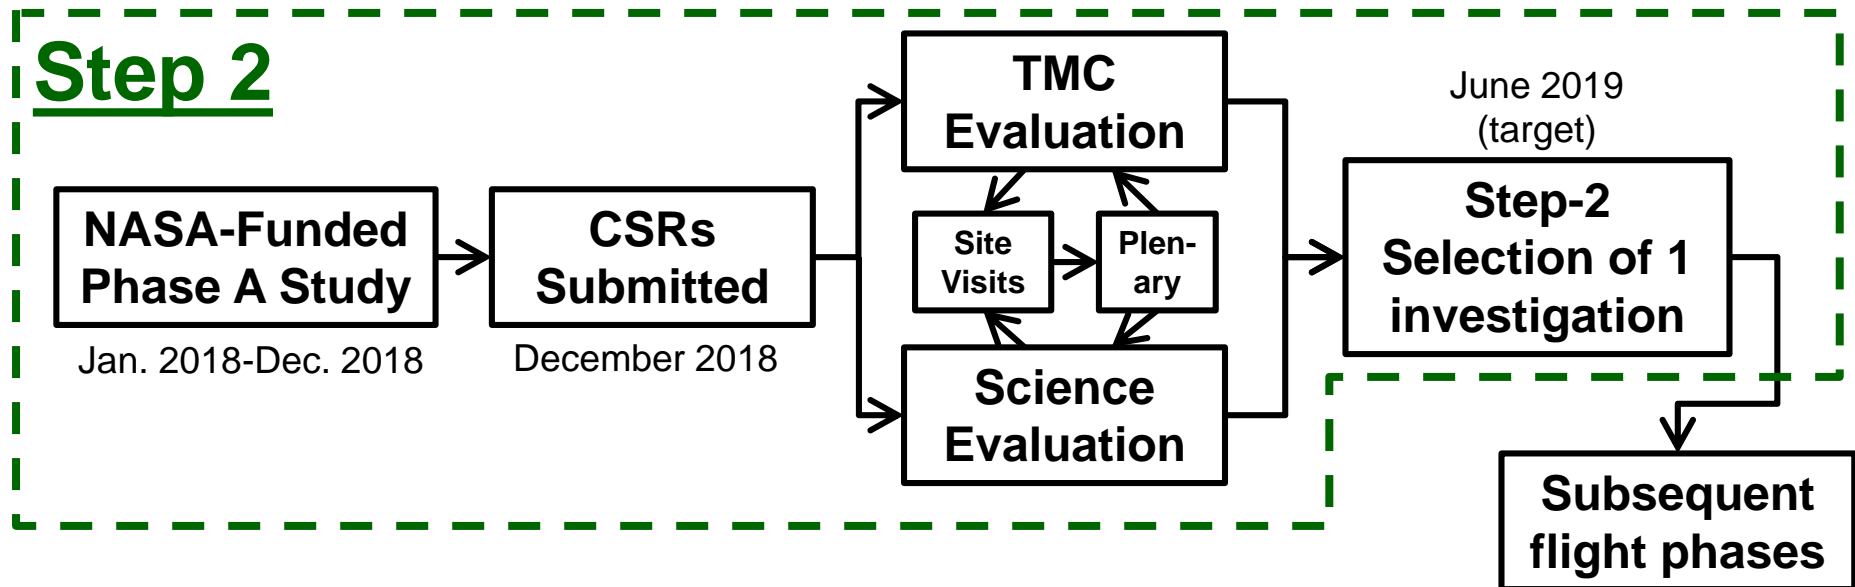 Step 2
NASA-Funded
Phase A Study
Jan. 2018-Dec. 2018
CSRs
Submitted
December 2018
TMC
Evaluation
Site
Visits
Plen-
ary
Science
Evaluation
June 2019
(target)
Step-2
Selection of 1
investigation
Subsequent
flight phases